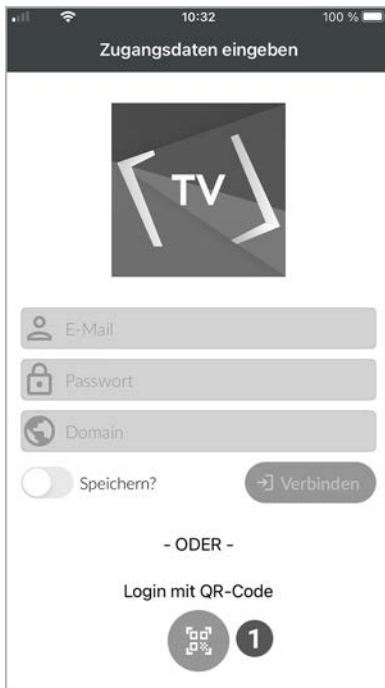 10:32
100 %
Zugangsdaten eingeben
TV
E-Mail
Passwort
Domain
Speichern?
Verbinden
- ODER -
Login mit QR-Code
1